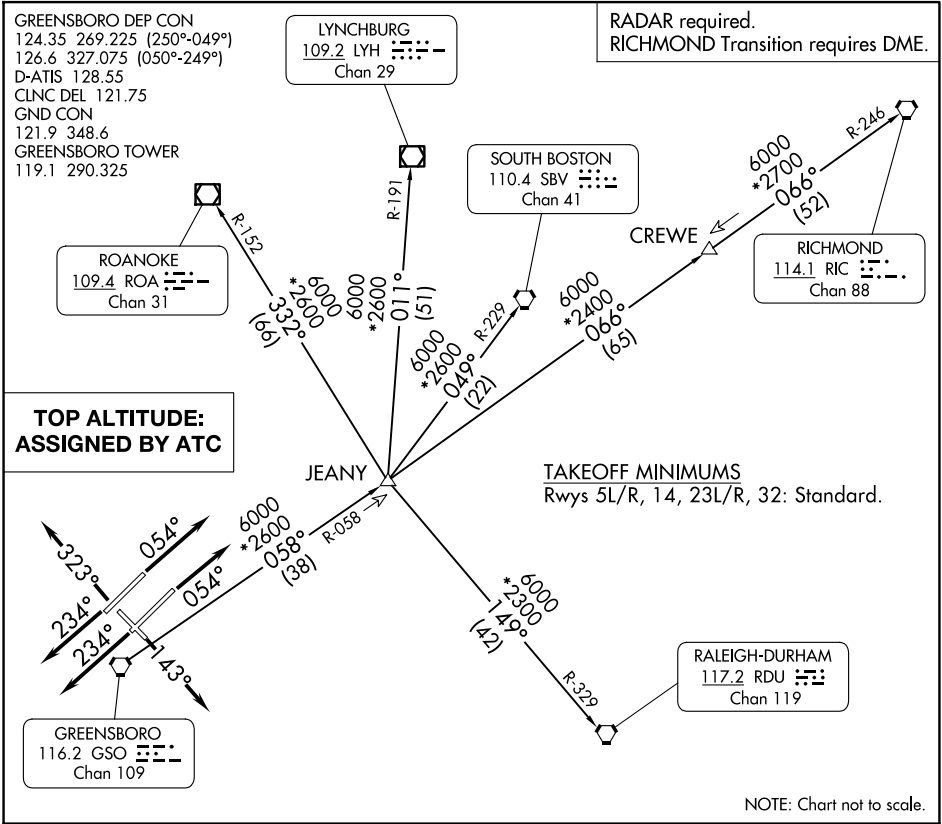 GREENSBORO DEP CON
124.35 269.225 (250°-049°)
126.6 327.075 (050°-249°)
D-ATIS 128.55
CLNC DEL 121.75
GND CON
121.9 348.6
GREENSBORO TOWER
119.1 290.325
LYNCHBURG
109.2 LYH
Chan 29
RADAR required.
RICHMOND Transition requires DME.
SOUTH BOSTON
110.4 SBV
Chan 41
R-246
6000
*2700
066°
(52)
CREWE
RICHMOND
114.1 RIC
Chan 88
ROANOKE
109.4 ROA
Chan 31
R-152
6000
*2600
332°
(66)
R-191
6000
*2600
011°
(51)
R-229
6000
*2600
049°
(22)
6000
*2400
066°
(65)
TOP ALTITUDE:
ASSIGNED BY ATC
JEANY
TAKEOFF MINIMUMS
Rwys 5L/R, 14, 23L/R, 32: Standard.
6000
*2600
058°
(38)
R-058
323°
054°
054°
234°
234°
143°
6000
*2300
149°
(42)
R-329
RALEIGH-DURHAM
117.2 RDU
Chan 119
GREENSBORO
116.2 GSO
Chan 109
NOTE: Chart not to scale.